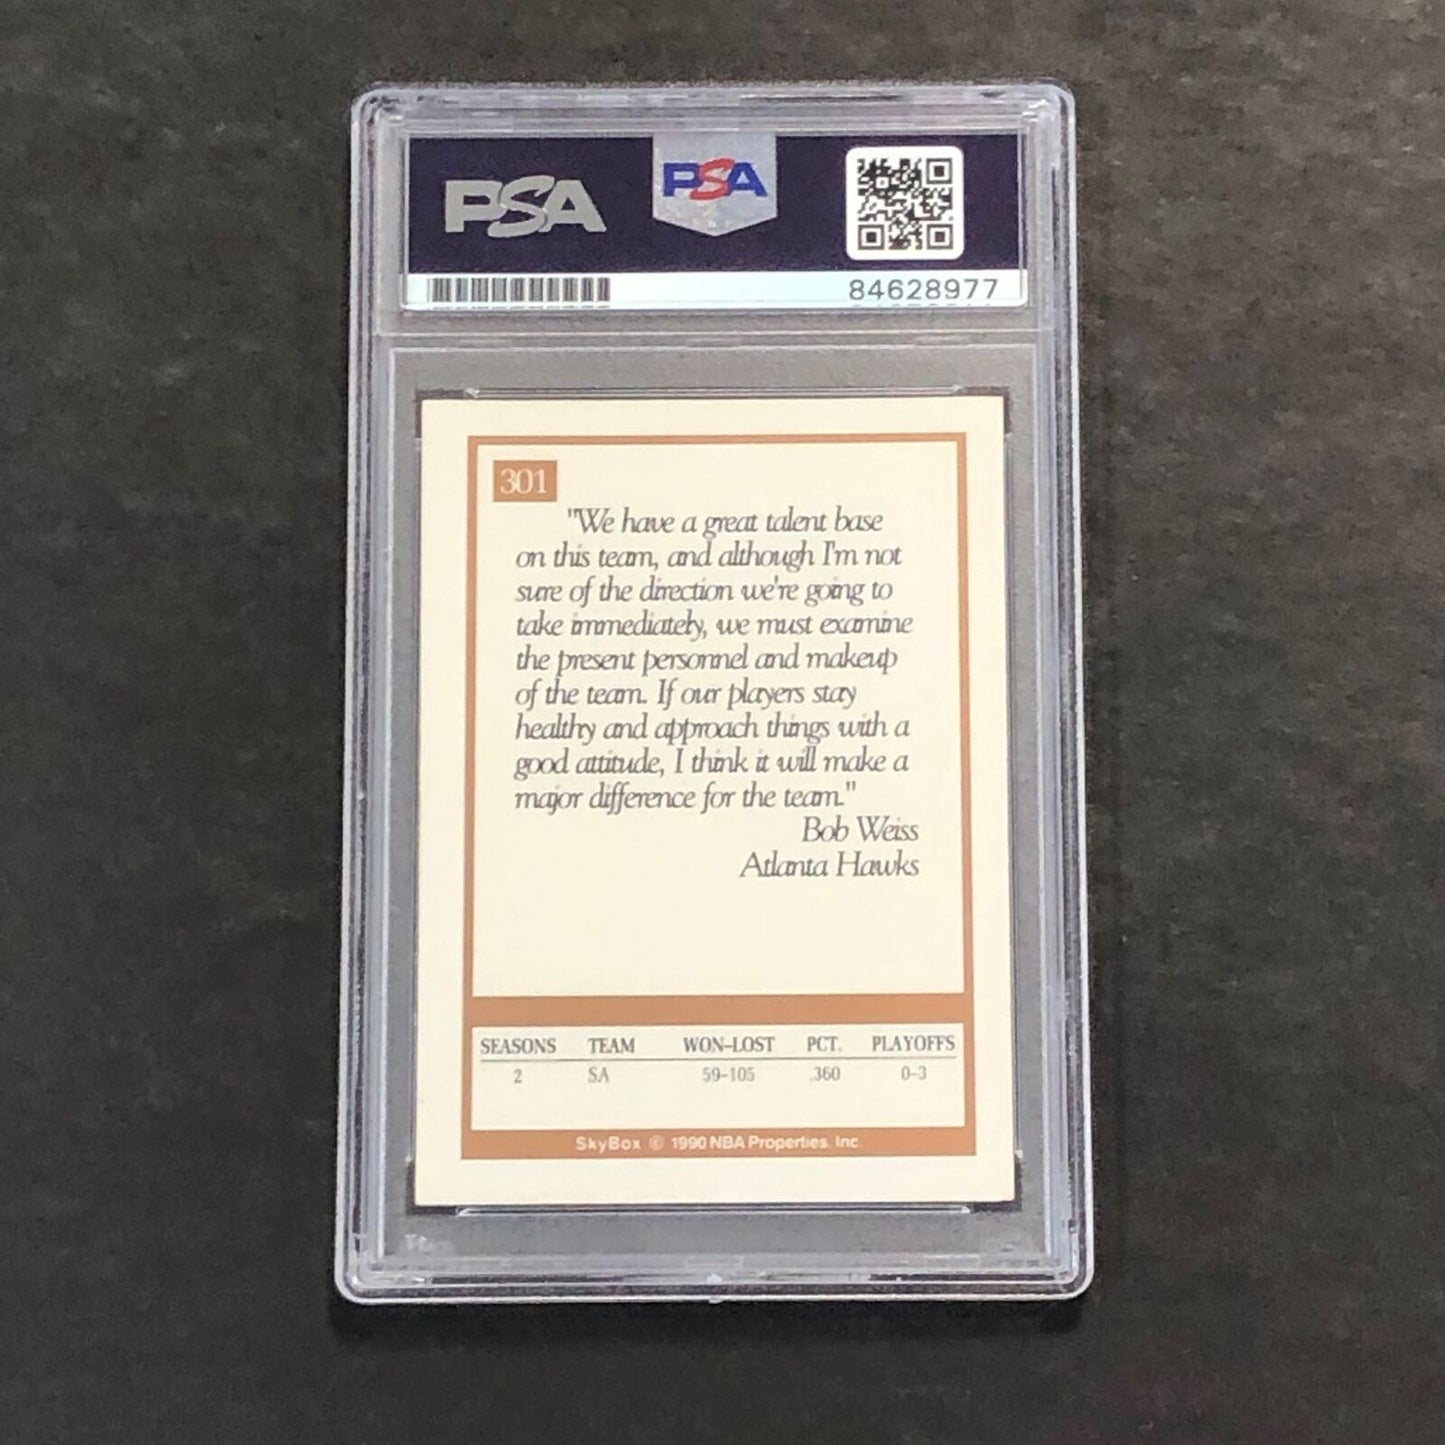 PSA PSA
84628977
301
"We have a great talent base
on this team, and although I'm not
sure of the direction we're going to
take immediately, we must examine
the present personnel and makeup
of the team. If our players stay
healthy and approach things with a
good attitude, I think it will make a
major difference for the team."
Bob Weiss
Atlanta Hawks
SEASONS TEAM WON-LOST PCT. PLAYOFFS
2 SA 59-105 .360 0-3
SkyBox © 1990 NBA Properties, Inc.